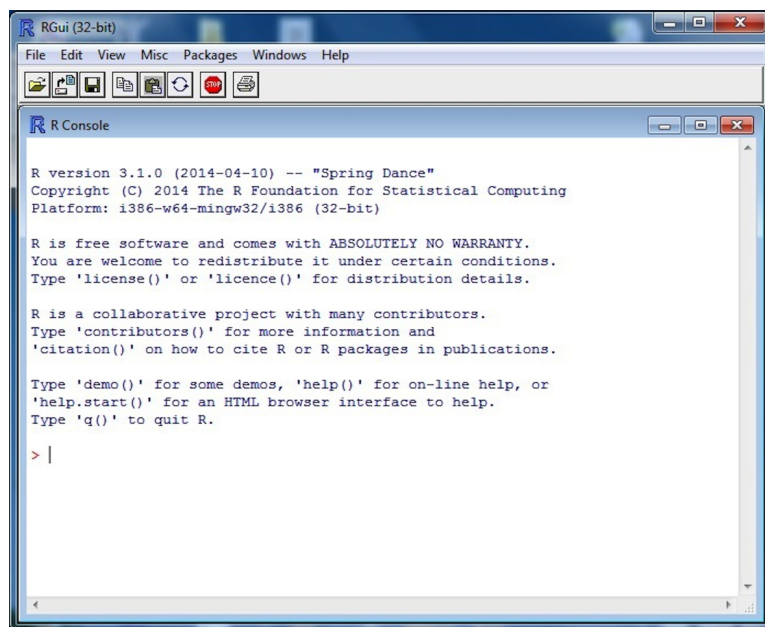 RGui (32-bit)
File Edit View Misc Packages Windows Help
STOP
R Console
R version 3.1.0 (2014-04-10) -- "Spring Dance"
Copyright (C) 2014 The R Foundation for Statistical Computing
Platform: i386-w64-mingw32/i386 (32-bit)
R is free software and comes with ABSOLUTELY NO WARRANTY.
You are welcome to redistribute it under certain conditions.
Type 'license()' or 'licence()' for distribution details.
R is a collaborative project with many contributors.
Type 'contributors()' for more information and
'citation()' on how to cite R or R packages in publications.
Type 'demo()' for some demos, 'help()' for on-line help, or
'help.start()' for an HTML browser interface to help.
Type 'q()' to quit R.
>